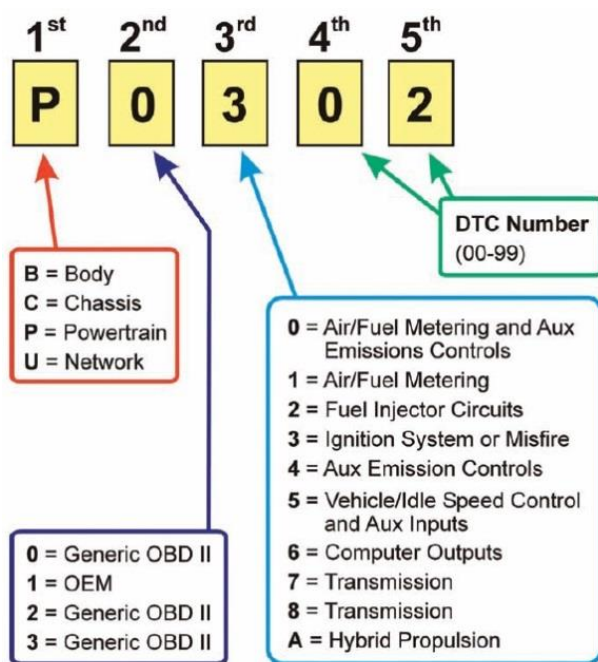 1st 2nd 3rd 4th 5th
P 0 3 0 2
DTC Number
(00-99)
B = Body
C = Chassis
P = Powertrain
U = Network
0 = Air/Fuel Metering and Aux
Emissions Controls
1 = Air/Fuel Metering
2 = Fuel Injector Circuits
3 = Ignition System or Misfire
4 = Aux Emission Controls
5 = Vehicle/Idle Speed Control
and Aux Inputs
6 = Computer Outputs
7 = Transmission
8 = Transmission
A = Hybrid Propulsion
0 = Generic OBD II
1 = OEM
2 = Generic OBD II
3 = Generic OBD II